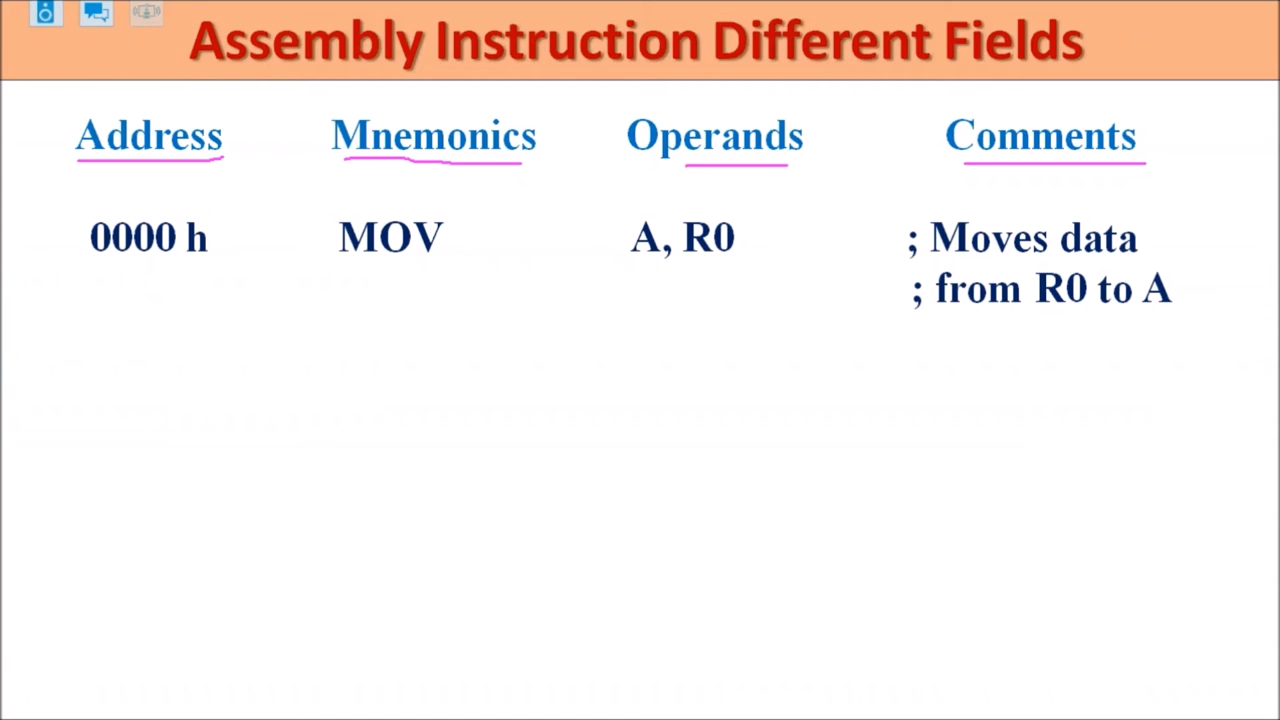 Assembly Instruction Different Fields
Address Mnemonics Operands Comments
0000 h MOV A, R0 ; Moves data
; from R0 to A